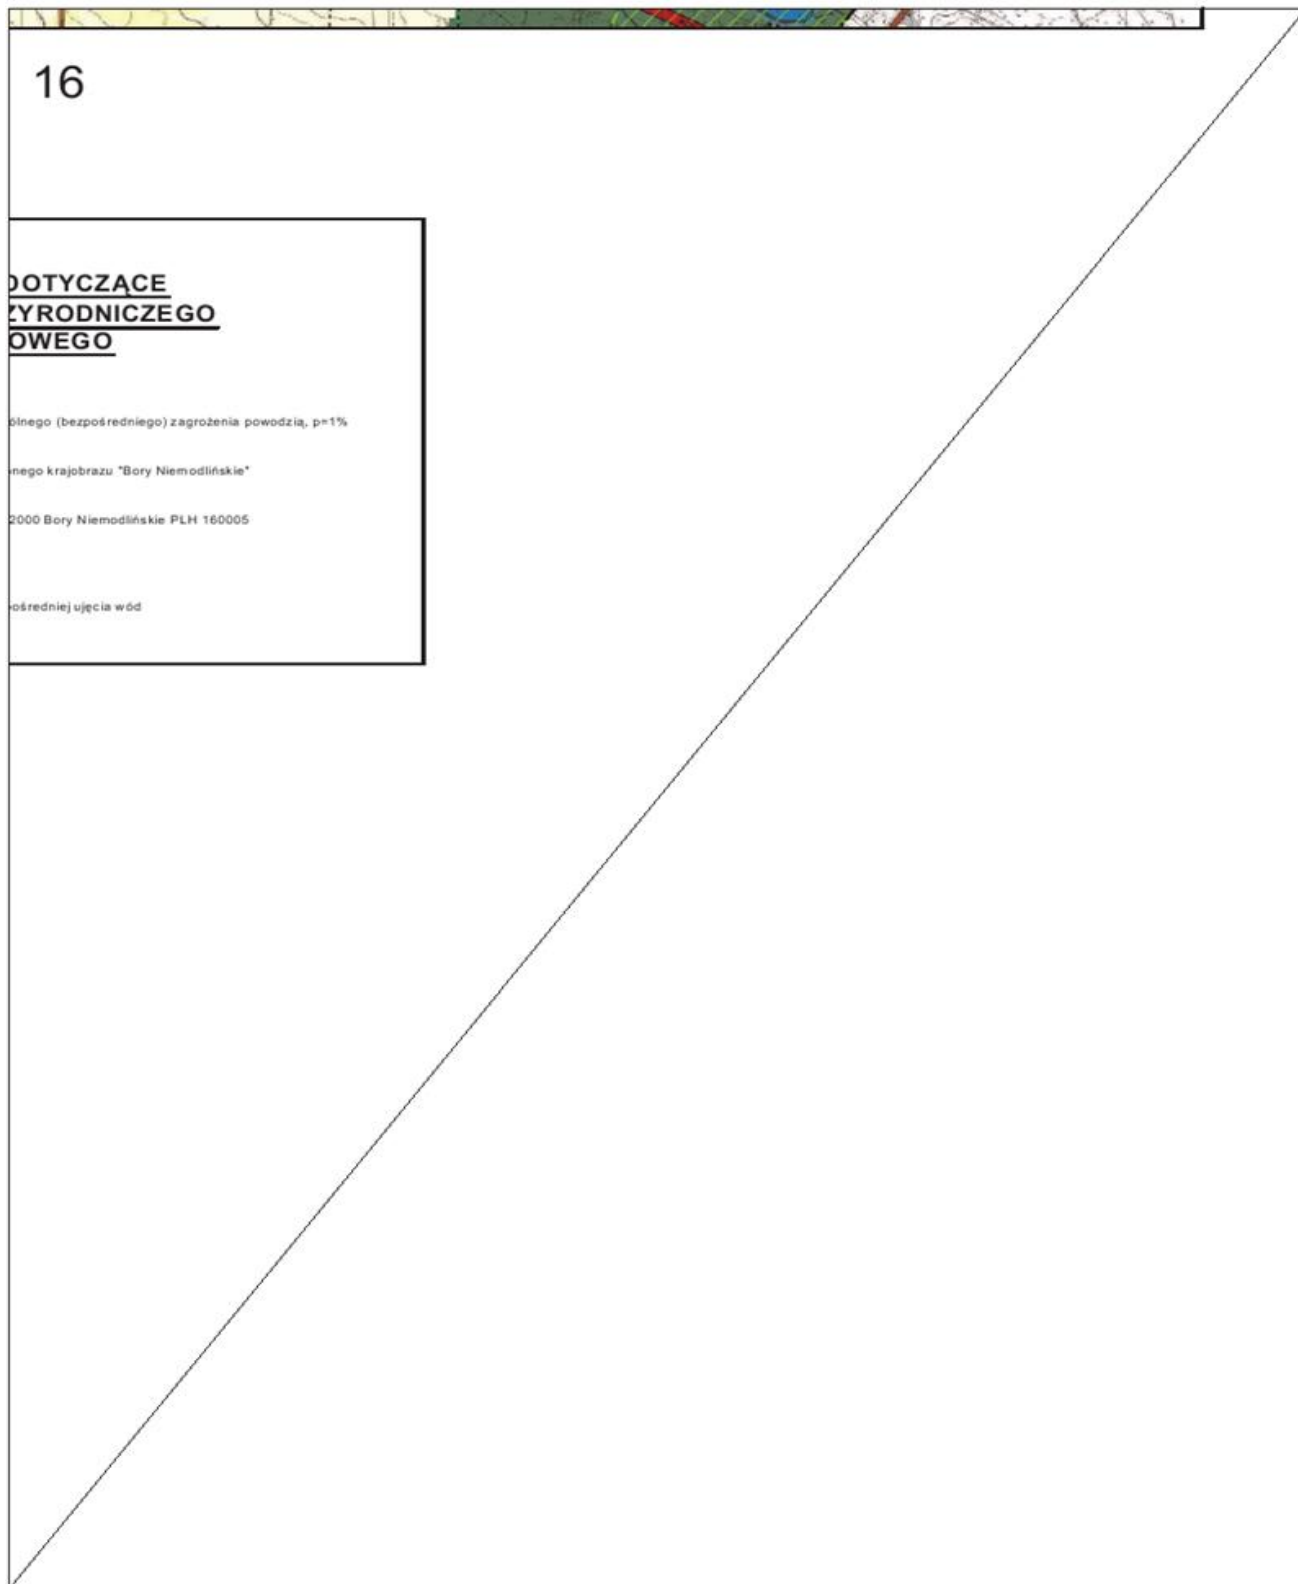 16
DOTYCZĄCE
ZYRODNICZEGO
OWEGO
ólnego (bezpośredniego) zagrożenia powodzią, p=1%
nego krajobrazu "Bory Niemodlińskie"
2000 Bory Niemodlińskie PLH 160005
ośredniej ujęcia wód